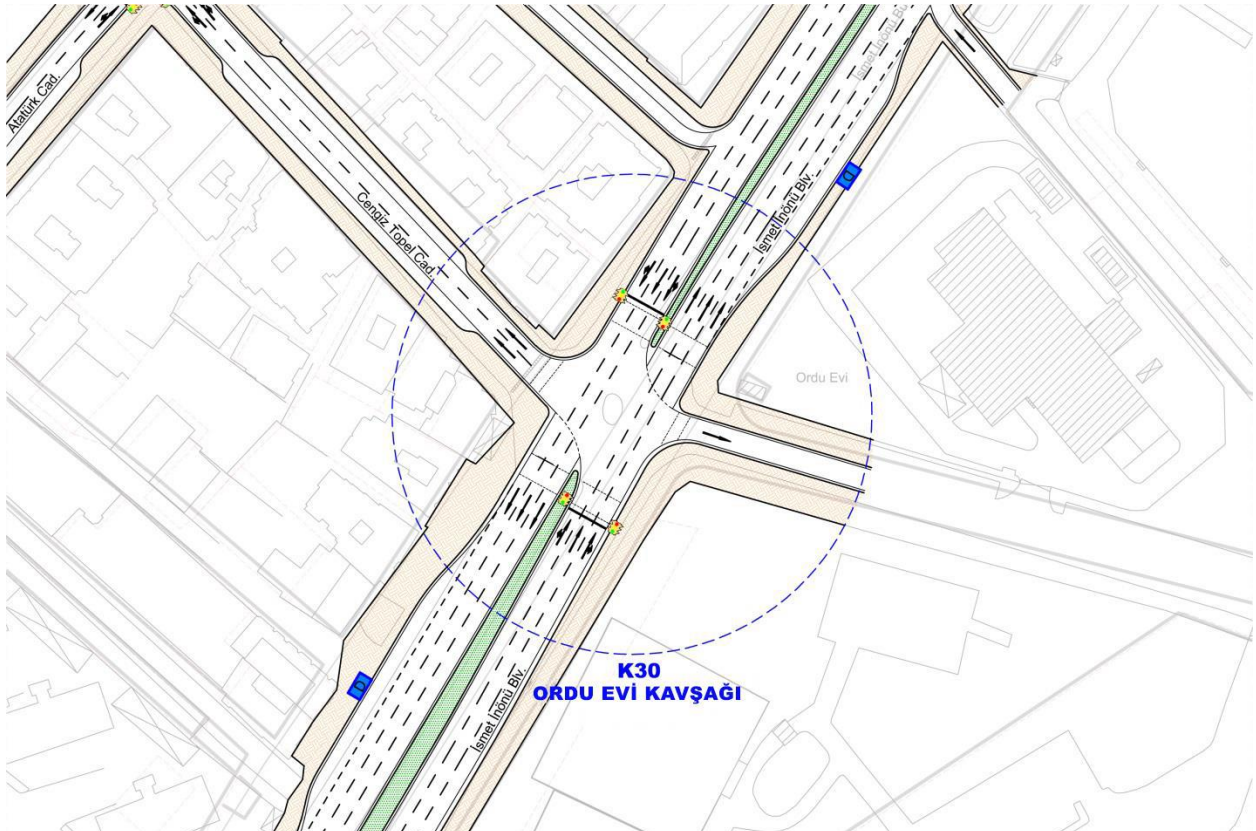 Atatürk Cad.
İsmet İnönü Bu
Cengiz Topel Cad.
D
İsmet İnönü Blv.
Ordu Evi
D
İsmet İnönü Blv.
K30
ORDU EVİ KAVŞAĞI